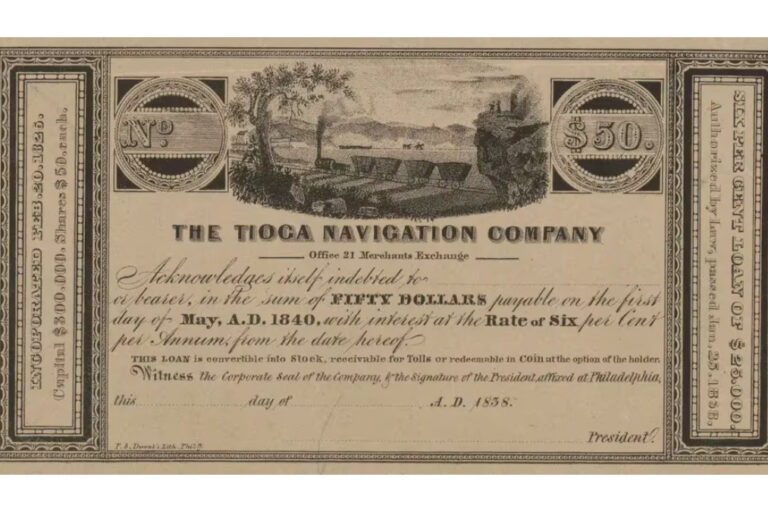 INCORPORATED FEB. 20. 1826.
Capital $300,000. Shares $50. each.
No.
$50.
THE TIOGA NAVIGATION COMPANY
Office 21 Merchants Exchange
Acknowledges itself indebted to
or bearer, in the sum of FIFTY DOLLARS payable on the first
day of May, A.D. 1840, with interest at the Rate of Six per Cent
per Annum, from the date hereof.
THIS LOAN is convertible into Stock, receivable for Tolls or redeemable in Coin at the option of the holder.
Witness the Corporate Seal of the Company, & the Signature of the President, affixed at Philadelphia,
this day of A. D. 1838.
President.
SIX PER CENT LOAN OF $25,000.
Authorized by law, passed Jan. 25. 1838.